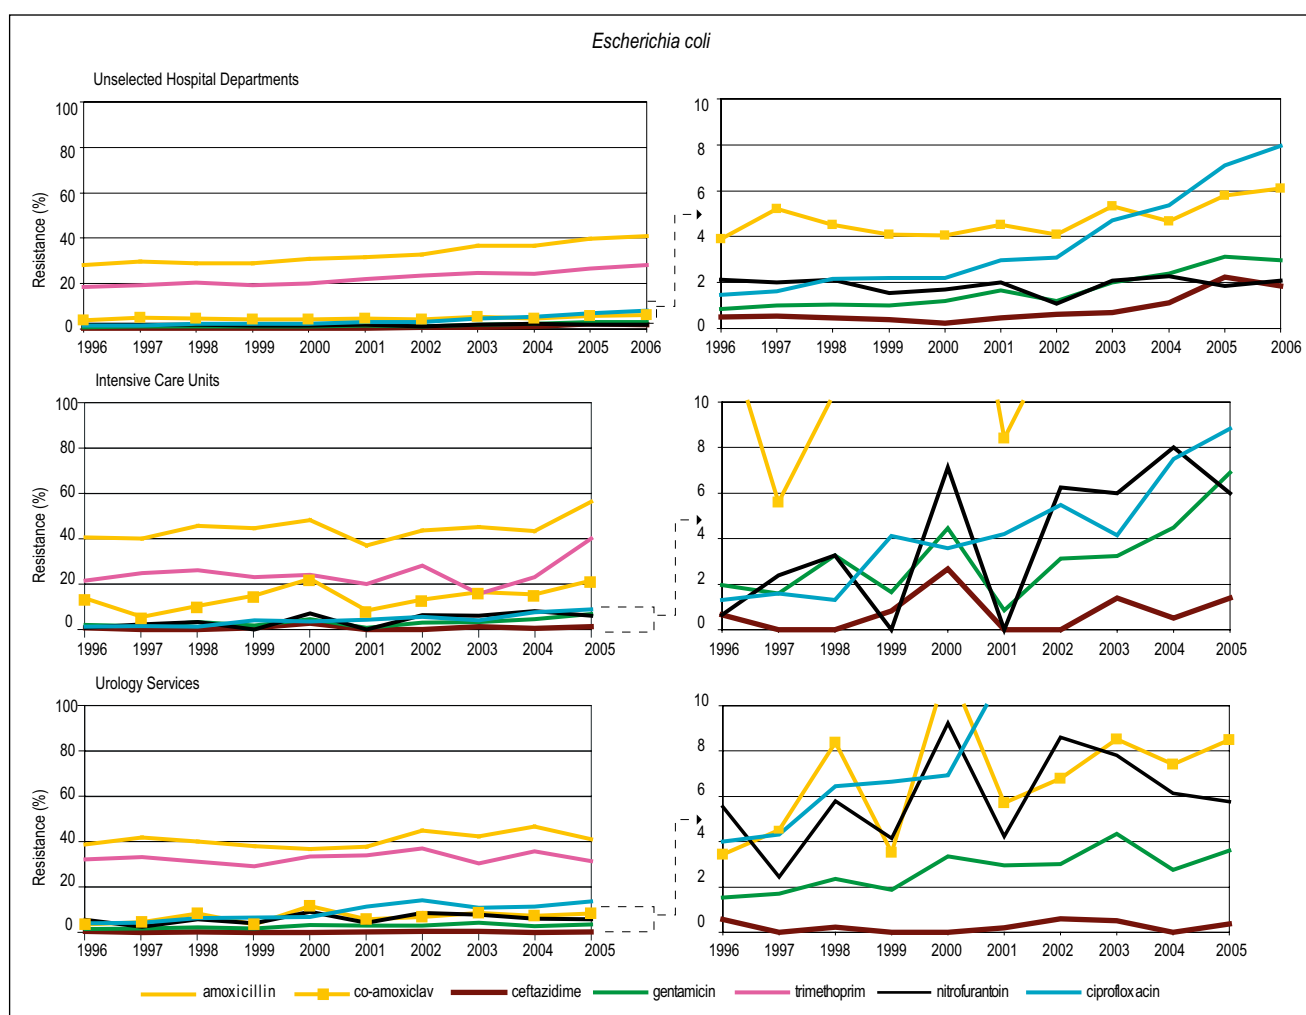 Escherichia coli
Unselected Hospital Departments
Resistance (%)
100
80
60
40
20
0
1996 1997 1998 1999 2000 2001 2002 2003 2004 2005 2006
10
8
6
4
2
0
1996 1997 1998 1999 2000 2001 2002 2003 2004 2005 2006
Intensive Care Units
Resistance (%)
100
80
60
40
20
0
1996 1997 1998 1999 2000 2001 2002 2003 2004 2005
10
8
6
4
2
0
1996 1997 1998 1999 2000 2001 2002 2003 2004 2005
Urology Services
Resistance (%)
100
80
60
40
20
0
1996 1997 1998 1999 2000 2001 2002 2003 2004 2005
10
8
6
4
2
0
1996 1997 1998 1999 2000 2001 2002 2003 2004 2005
amoxicillin co-amoxiclav ceftazidime gentamicin trimethoprim nitrofurantoin ciprofloxacin